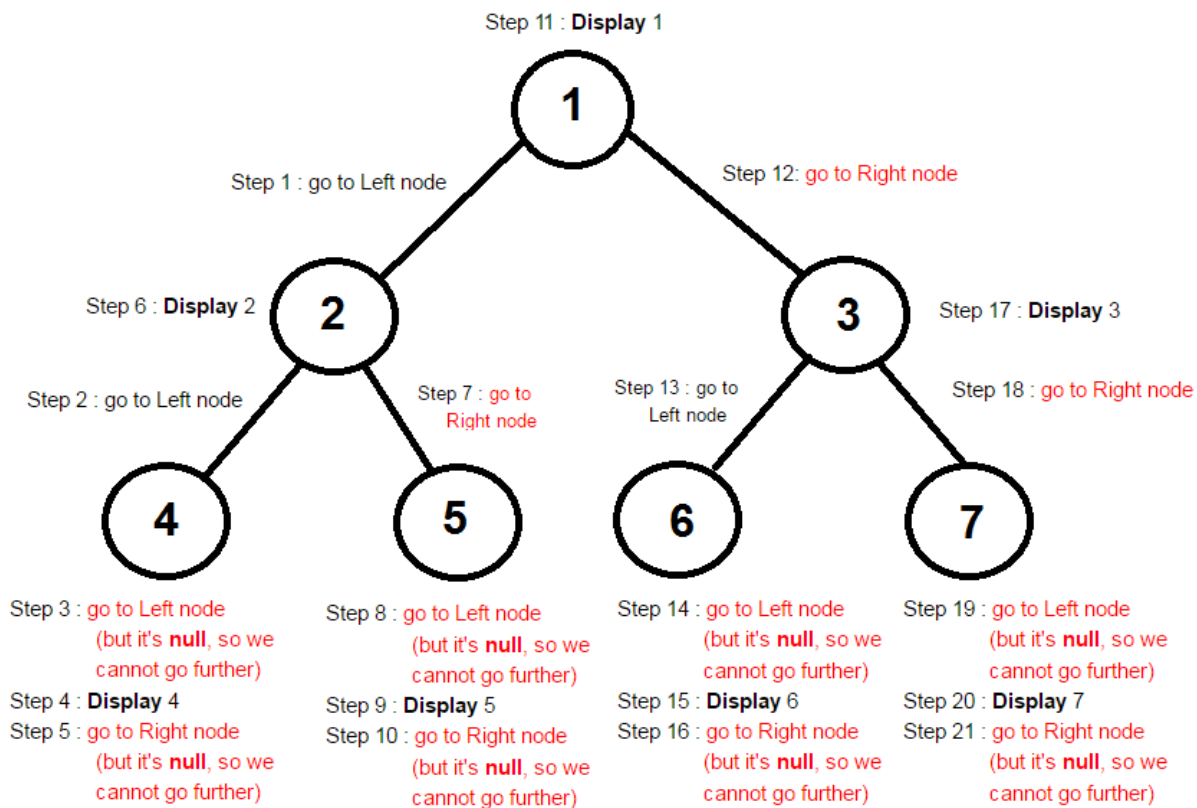 Step 11 : Display 1
1
Step 1 : go to Left node
Step 12: go to Right node
Step 6 : Display 2
2
3
Step 17 : Display 3
Step 2 : go to Left node
Step 7 : go to
Right node
Step 13 : go to
Left node
Step 18 : go to Right node
4
5
6
7
Step 3 : go to Left node
(but it's null, so we
cannot go further)
Step 4 : Display 4
Step 5 : go to Right node
(but it's null, so we
cannot go further)
Step 8 : go to Left node
(but it's null, so we
cannot go further)
Step 9 : Display 5
Step 10 : go to Right node
(but it's null, so we
cannot go further)
Step 14 : go to Left node
(but it's null, so we
cannot go further)
Step 15 : Display 6
Step 16 : go to Right node
(but it's null, so we
cannot go further)
Step 19 : go to Left node
(but it's null, so we
cannot go further)
Step 20 : Display 7
Step 21 : go to Right node
(but it's null, so we
cannot go further)